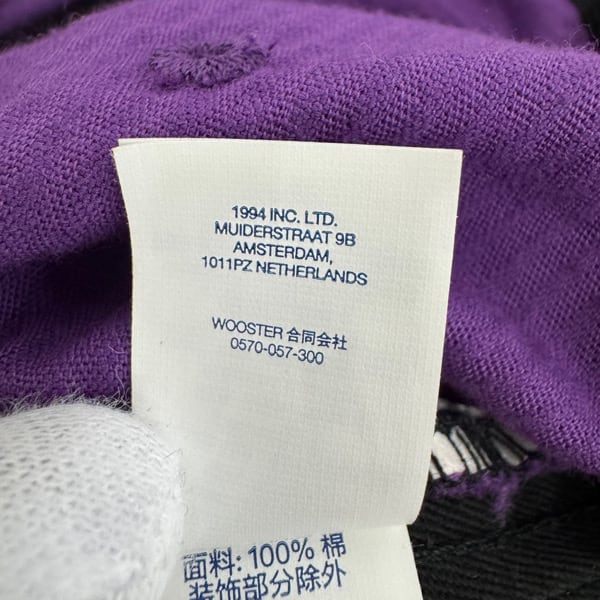 1994 INC. LTD.
MUIDERSTRAAT 9B
AMSTERDAM,
1011PZ NETHERLANDS
WOOSTER 合同会社
0570-057-300
面料: 100% 棉
装饰部分除外